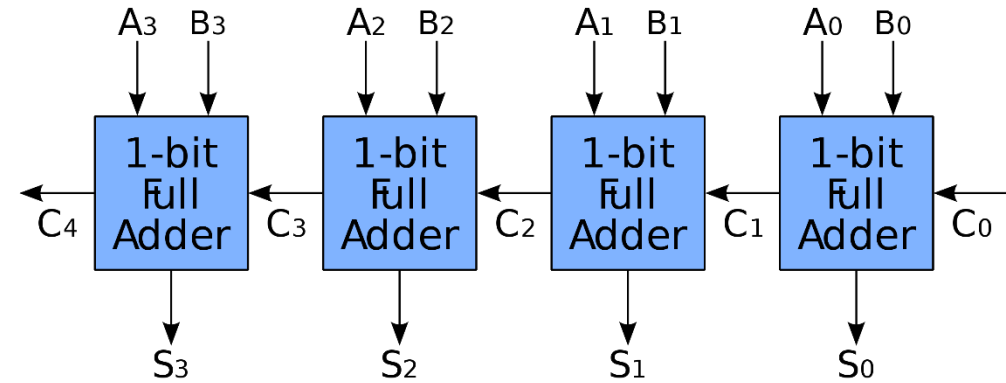 A3 B3 A2 B2 A1 B1 A0 B0
1-bit Full Adder
1-bit Full Adder
1-bit Full Adder
1-bit Full Adder
C4 C3 C2 C1 C0
S3 S2 S1 S0